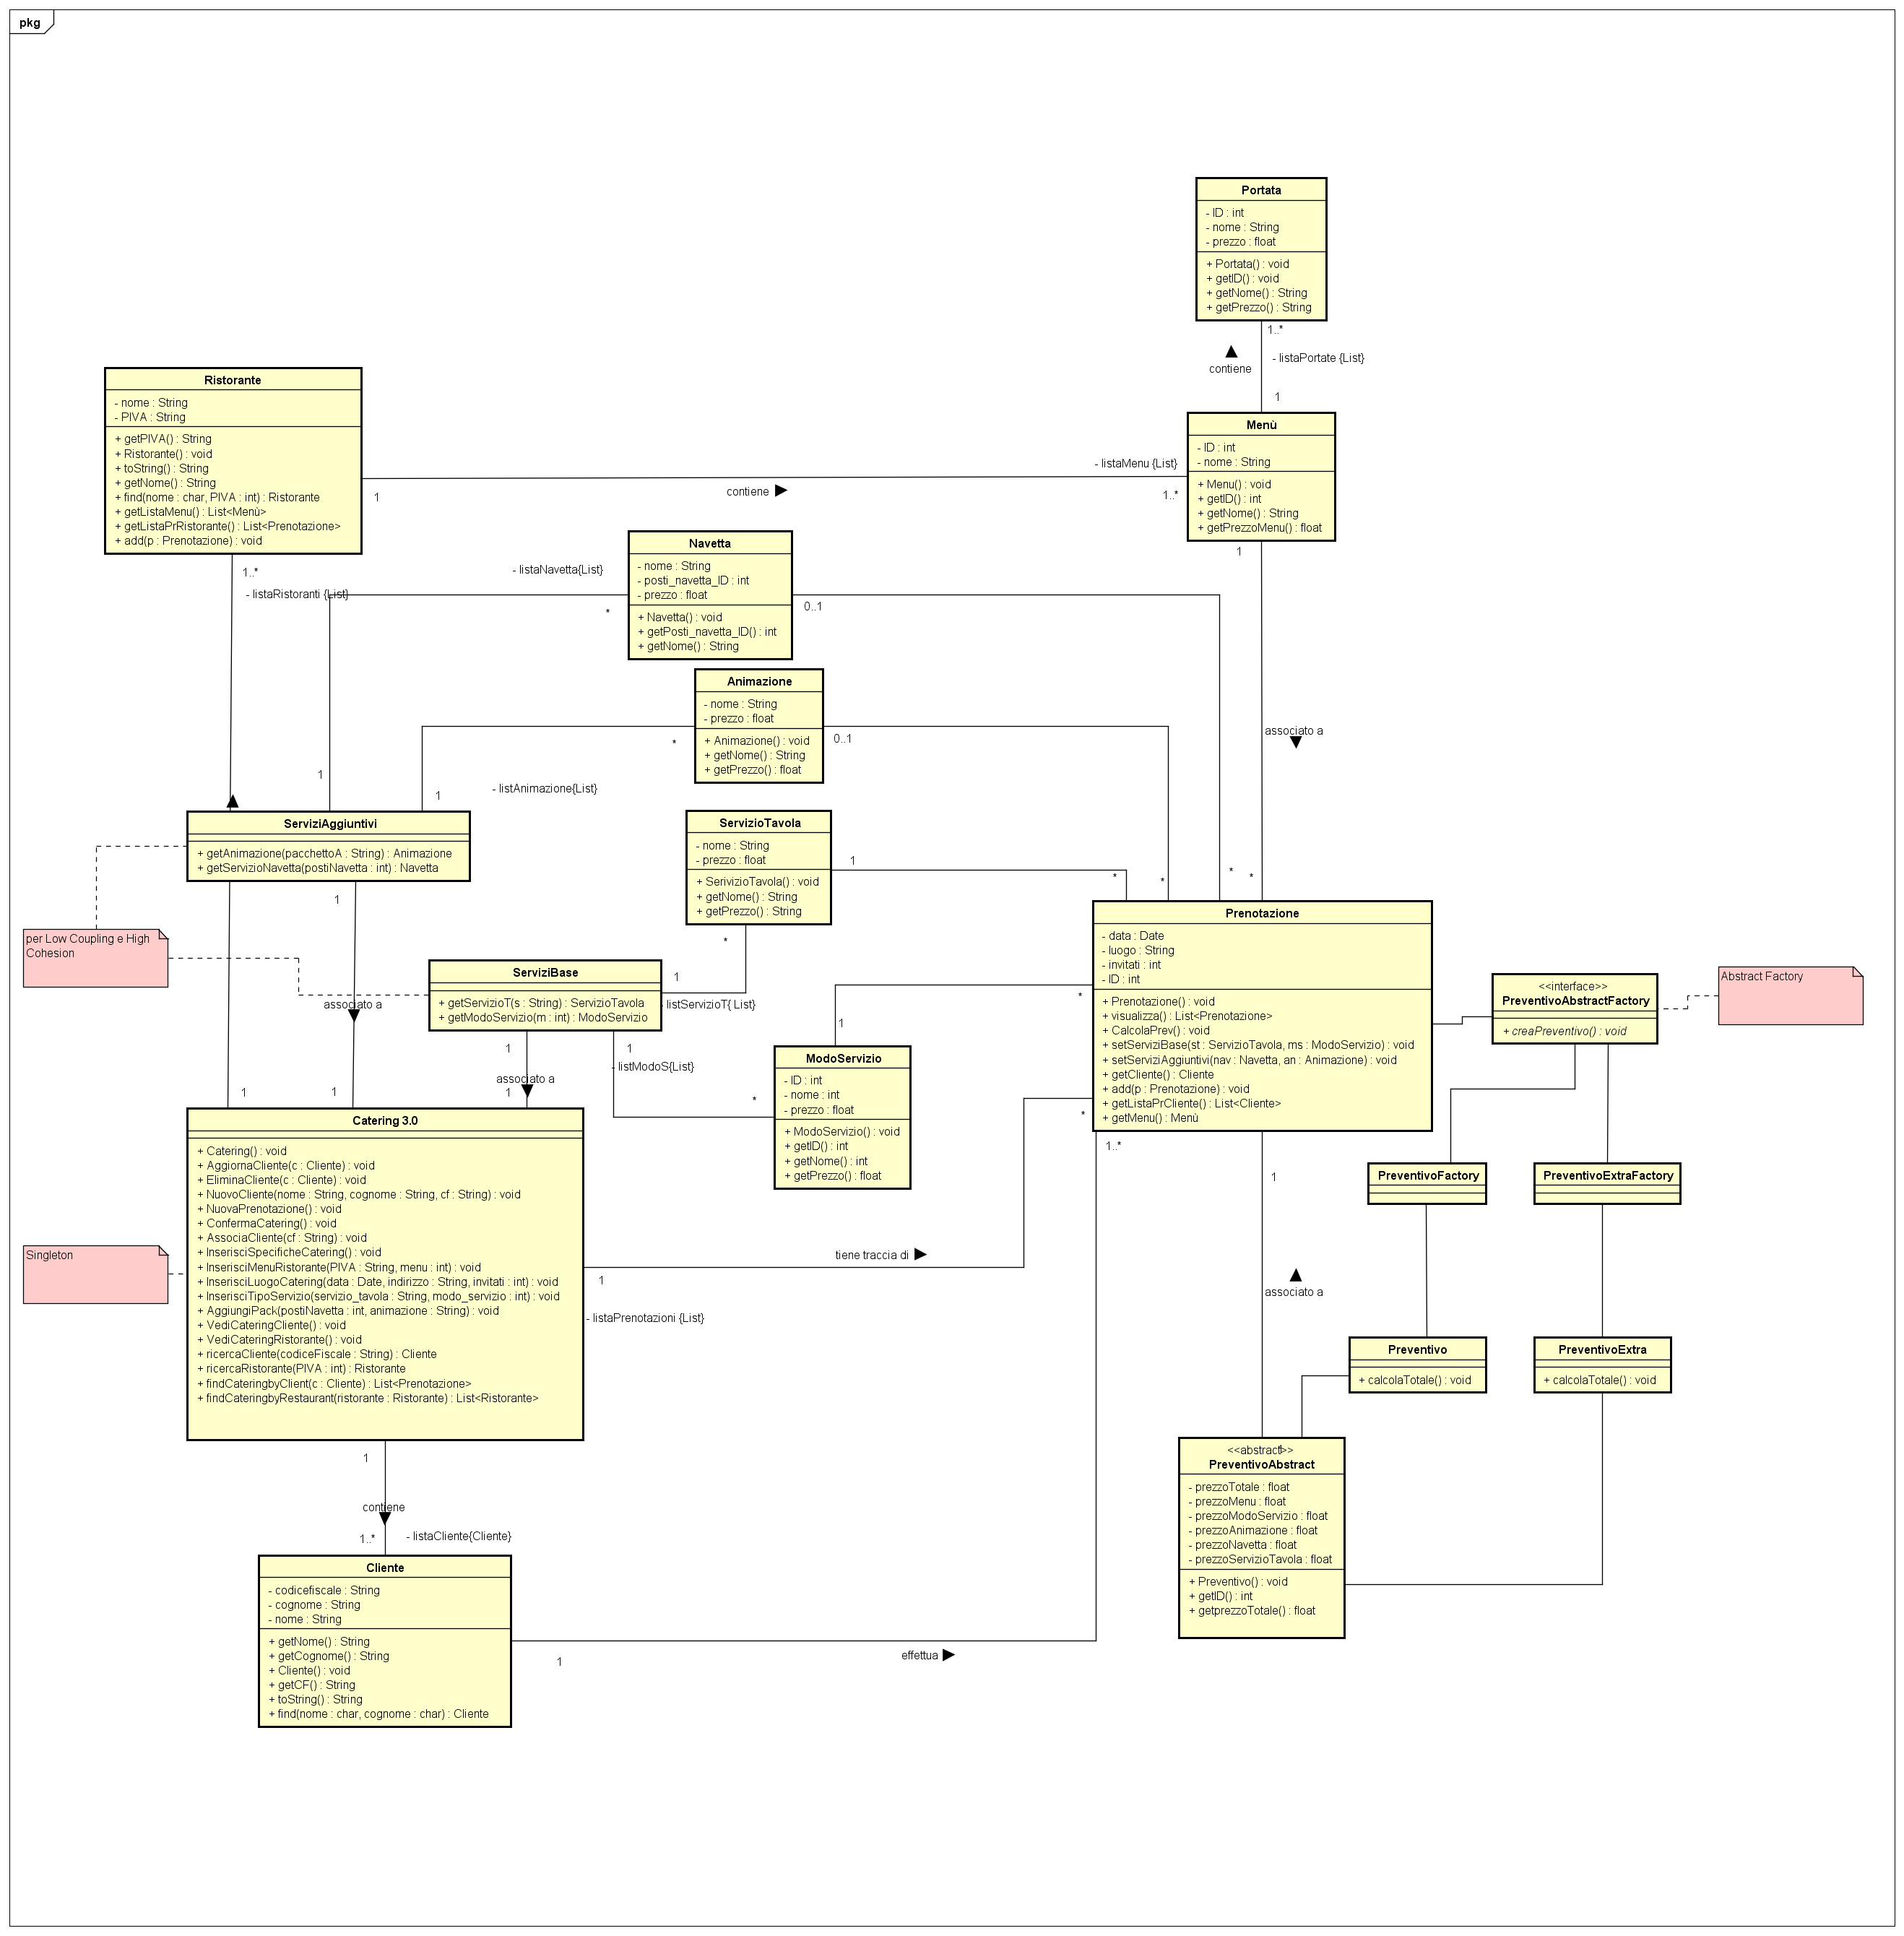 pkg
Portata
- ID : int
- nome : String
- prezzo : float
+ Portata() : void
+ getID() : void
+ getNome() : String
+ getPrezzo() : String
1..*
- listaPortate {List}
contiene
1
Ristorante
- nome : String
- PIVA : String
+ getPIVA() : String
+ Ristorante() : void
+ toString() : String
+ getNome() : String
+ find(nome : char, PIVA : int) : Ristorante
+ getListaMenu() : List<Menù>
+ getListaPrRistorante() : List<Prenotazione>
+ add(p : Prenotazione) : void
1
contiene
- listaMenu {List}
1..*
Menù
- ID : int
- nome : String
+ Menu() : void
+ getID() : int
+ getNome() : String
+ getPrezzoMenu() : float
1
1..*
- listaRistoranti {List}
- listaNavetta{List}
*
Navetta
- nome : String
- posti_navetta_ID : int
- prezzo : float
+ Navetta() : void
+ getPosti_navetta_ID() : int
+ getNome() : String
0..1
Animazione
- nome : String
- prezzo : float
+ Animazione() : void
+ getNome() : String
+ getPrezzo() : float
*
0..1
associato a
1
1
- listAnimazione{List}
ServiziAggiuntivi
+ getAnimazione(pacchettoA : String) : Animazione
+ getServizioNavetta(postiNavetta : int) : Navetta
1
ServizioTavola
- nome : String
- prezzo : float
+ SerivizioTavola() : void
+ getNome() : String
+ getPrezzo() : String
1
*
*
*
*
*
per Low Coupling e High
Cohesion
ServiziBase
+ getServizioT(s : String) : ServizioTavola
+ getModoServizio(m : int) : ModoServizio
1
- listServizioT{ List}
associato a
1
1
- listModoS{List}
associato a
1
1
1
*
Prenotazione
- data : Date
- luogo : String
- invitati : int
- ID : int
+ Prenotazione() : void
+ visualizza() : List<Prenotazione>
+ CalcolaPrev() : void
+ setServiziBase(st : ServizioTavola, ms : ModoServizio) : void
+ setServiziAggiuntivi(nav : Navetta, an : Animazione) : void
+ getCliente() : Cliente
+ add(p : Prenotazione) : void
+ getListaPrCliente() : List<Cliente>
+ getMenu() : Menù
*
*
1..*
1
1
ModoServizio
- ID : int
- nome : int
- prezzo : float
+ ModoServizio() : void
+ getID() : int
+ getNome() : int
+ getPrezzo() : float
<<interface>>
PreventivoAbstractFactory
+ creaPreventivo() : void
Abstract Factory
PreventivoFactory
PreventivoExtraFactory
Catering 3.0
+ Catering() : void
+ AggiornaCliente(c : Cliente) : void
+ EliminaCliente(c : Cliente) : void
+ NuovoCliente(nome : String, cognome : String, cf : String) : void
+ NuovaPrenotazione() : void
+ ConfermaCatering() : void
+ AssociaCliente(cf : String) : void
+ InserisciSpecificheCatering() : void
+ InserisciMenuRistorante(PIVA : String, menu : int) : void
+ InserisciLuogoCatering(data : Date, indirizzo : String, invitati : int) : void
+ InserisciTipoServizio(servizio_tavola : String, modo_servizio : int) : void
+ AggiungiPack(postiNavetta : int, animazione : String) : void
+ VediCateringCliente() : void
+ VediCateringRistorante() : void
+ ricercaCliente(codiceFiscale : String) : Cliente
+ ricercaRistorante(PIVA : int) : Ristorante
+ findCateringbyClient(c : Cliente) : List<Prenotazione>
+ findCateringbyRestaurant(ristorante : Ristorante) : List<Ristorante>
Singleton
tiene traccia di
1
- listaPrenotazioni {List}
associato a
Preventivo
+ calcolaTotale() : void
PreventivoExtra
+ calcolaTotale() : void
1
<<abstract>>
PreventivoAbstract
- prezzoTotale : float
- prezzoMenu : float
- prezzoModoServizio : float
- prezzoAnimazione : float
- prezzoNavetta : float
- prezzoServizioTavola : float
+ Preventivo() : void
+ getID() : int
+ getprezzoTotale() : float
1
contiene
1..*
- listaCliente{Cliente}
Cliente
- codicefiscale : String
- cognome : String
- nome : String
+ getNome() : String
+ getCognome() : String
+ Cliente() : void
+ getCF() : String
+ toString() : String
+ find(nome : char, cognome : char) : Cliente
1
effettua